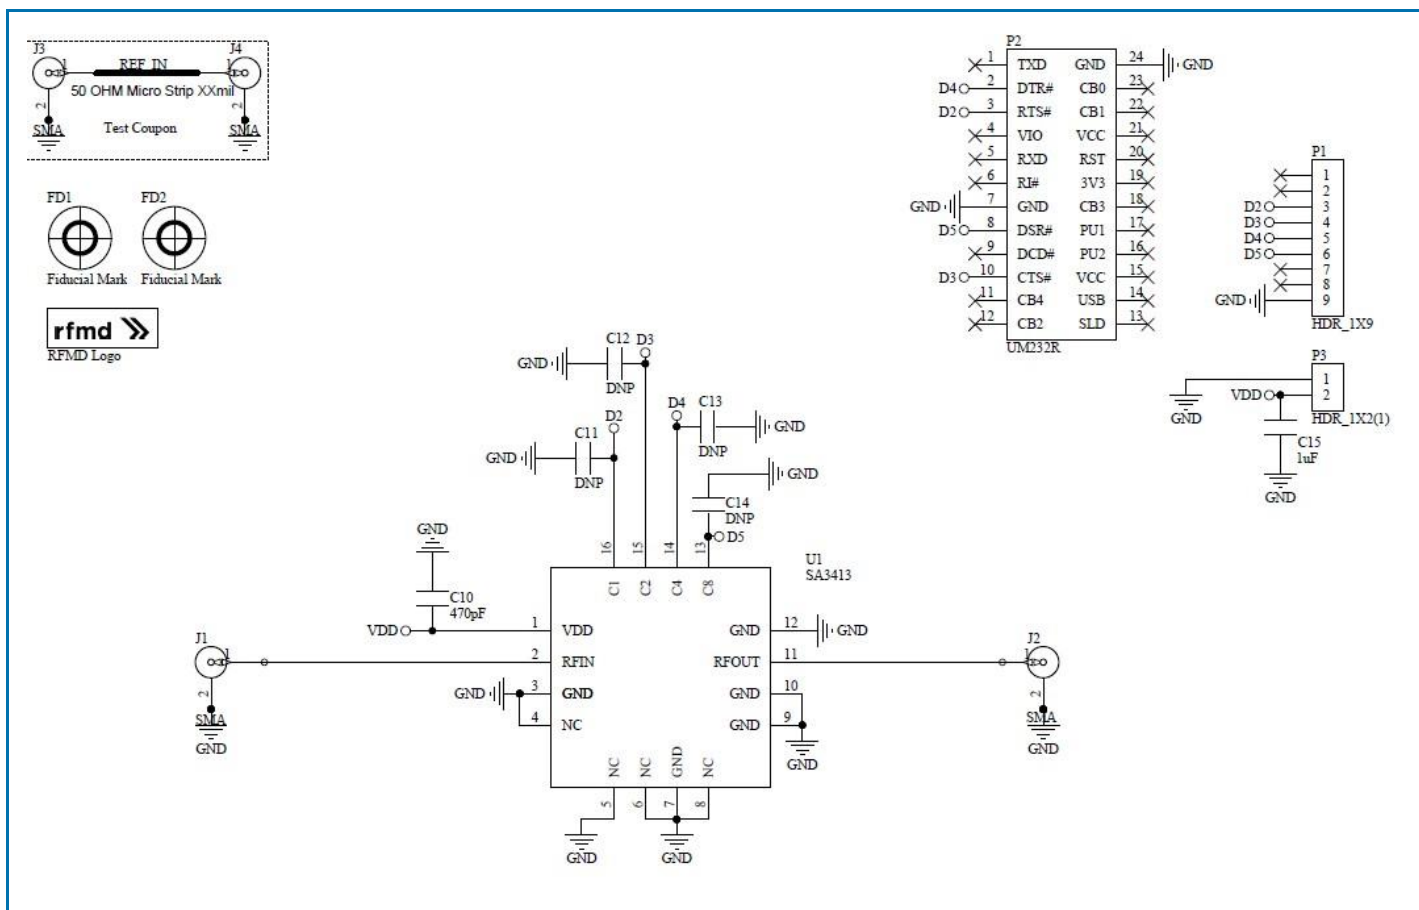 J3
J4
1
REF_IN
1
50 OHM Micro Strip XXmil
2
2
SMA
Test Coupon
SMA
FD1
FD2
Fiducial Mark
Fiducial Mark
rfmd
RFMD Logo
P2
1 TXD GND 24 GND
D4 2 DTR# CB0 23
D2 3 RTS# CB1 22
4 VIO VCC 21
5 RXD RST 20
6 RI# 3V3 19
GND 7 GND CB3 18
D5 8 DSR# PU1 17
9 DCD# PU2 16
D3 10 CTS# VCC 15
11 CB4 USB 14
12 CB2 SLD 13
UM232R
P1
1
2
D2 3
D3 4
D4 5
D5 6
7
8
GND 9
HDR_1X9
P3
1
VDD 2
GND
HDR_1X2(1)
C15
1uF
GND
C12 D3
GND
DNP
D4 C13
D2
GND
DNP
C11
GND
DNP
GND
C14
DNP
D5
GND
C10
470pF
16 15 14 13
C1 C2 C4 C8
U1
SA3413
VDD 1 VDD GND 12 GND
J1
1 2 RFIN RFOUT 11 1
J2
GND 3 GND GND 10
4 NC GND 9
GND
2
SMA
GND
2
SMA
GND
NC NC GND NC
5 6 7 8
GND
GND